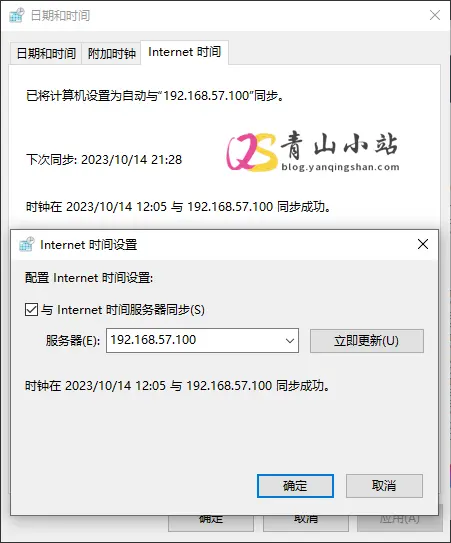 日期和时间
日期和时间 附加时钟 Internet 时间
已将计算机设置为自动与“192.168.57.100”同步。
QS 青山小站
blog.yanqingshan.com
下次同步: 2023/10/14 21:28
时钟在 2023/10/14 12:05 与 192.168.57.100 同步成功。
Internet 时间设置
配置 Internet 时间设置:
与 Internet 时间服务器同步(S)
服务器(E): 192.168.57.100 立即更新(U)
时钟在 2023/10/14 12:05 与 192.168.57.100 同步成功。
确定 取消
确定 取消 应用(A)